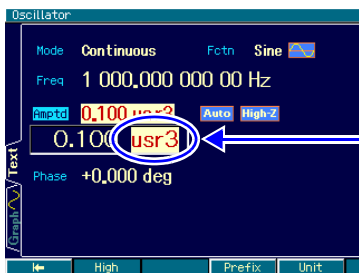 Oscillator
Mode Continuous Fctn Sine
Freq 1 000.000 000 00 Hz
Amptd 0.100 usr3 Auto High-Z
0.100 usr3
Phase +0.000 deg
Text
Graph
High Prefix Unit